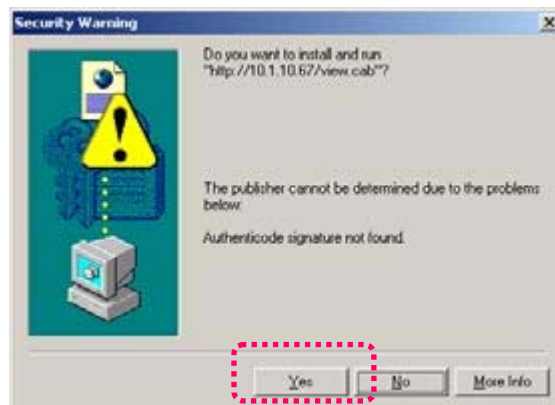 Security Warning
Do you want to install and run
"http://10.1.10.67/view.cab"?
The publisher cannot be determined due to the problems
below:
Authenticode signature not found.
Yes No More Info